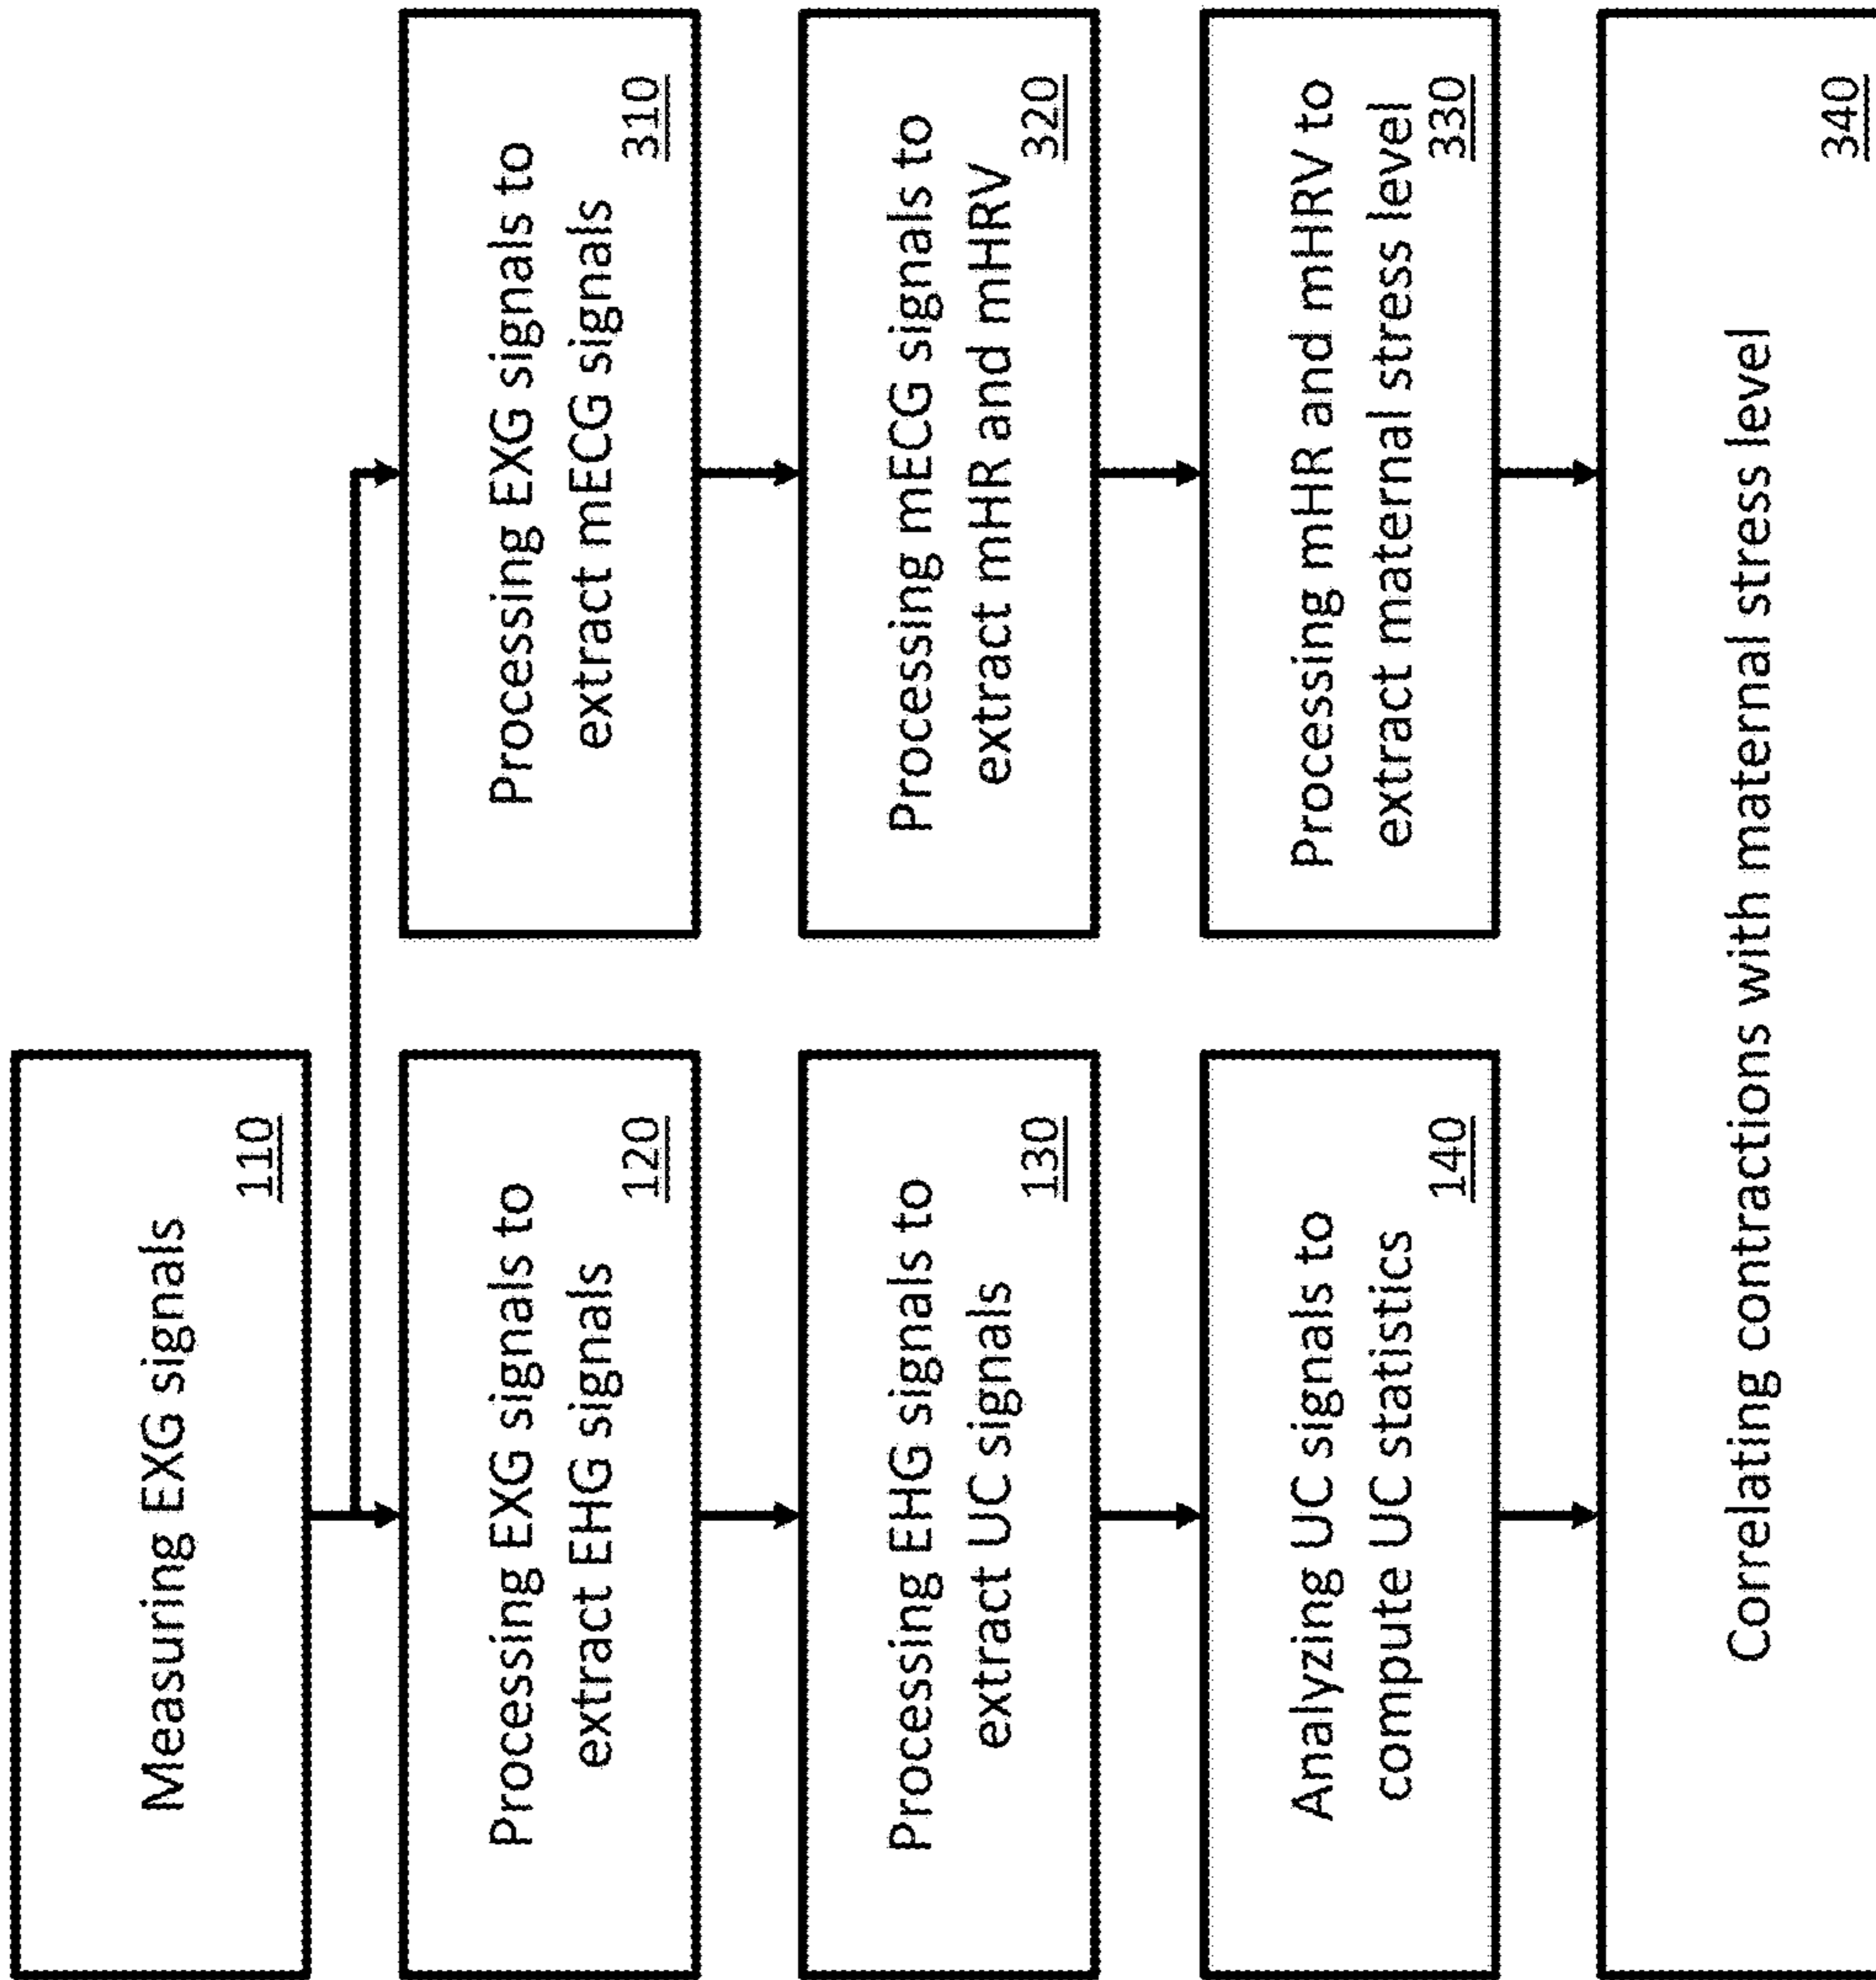 Measuring EXG signals
110
Processing EXG signals to
extract EHG signals
120
Processing EHG signals to
extract UC signals
130
Analyzing UC signals to
compute UC statistics
140
Processing EXG signals to
extract mECG signals
310
Processing mECG signals to
extract mHR and mHRV
320
Processing mHR and mHRV to
extract maternal stress level
330
Correlating contractions with maternal stress level
340